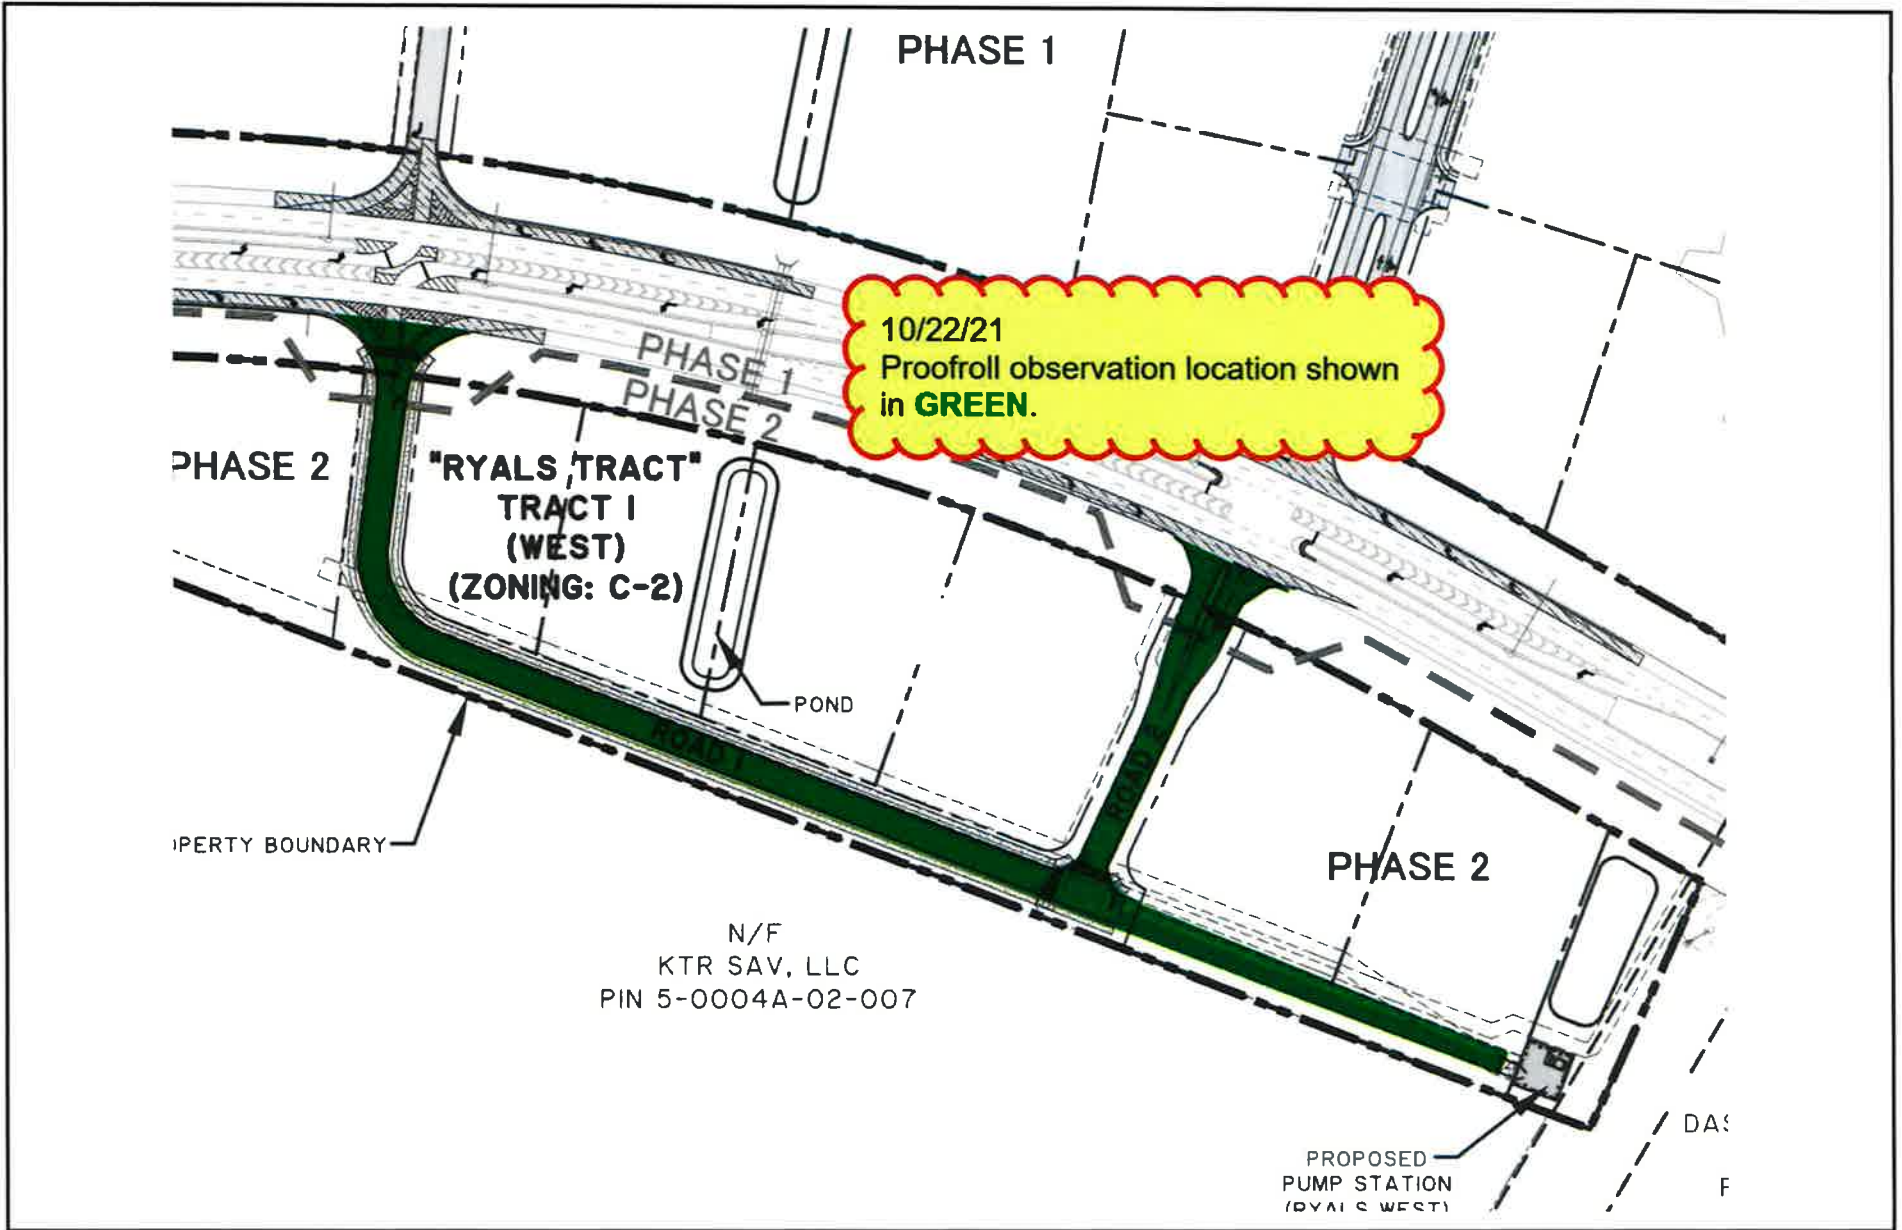 PHASE 1
10/22/21
Proofroll observation location shown
in GREEN.
PHASE 1
PHASE 2
PHASE 2
"RYALS TRACT"
TRACT I
(WEST)
(ZONING: C-2)
POND
ROAD 1
ROAD 2
PERTY BOUNDARY
PHASE 2
N/F
KTR SAV, LLC
PIN 5-0004A-02-007
PROPOSED
PUMP STATION
(RYALS WEST)
DAS